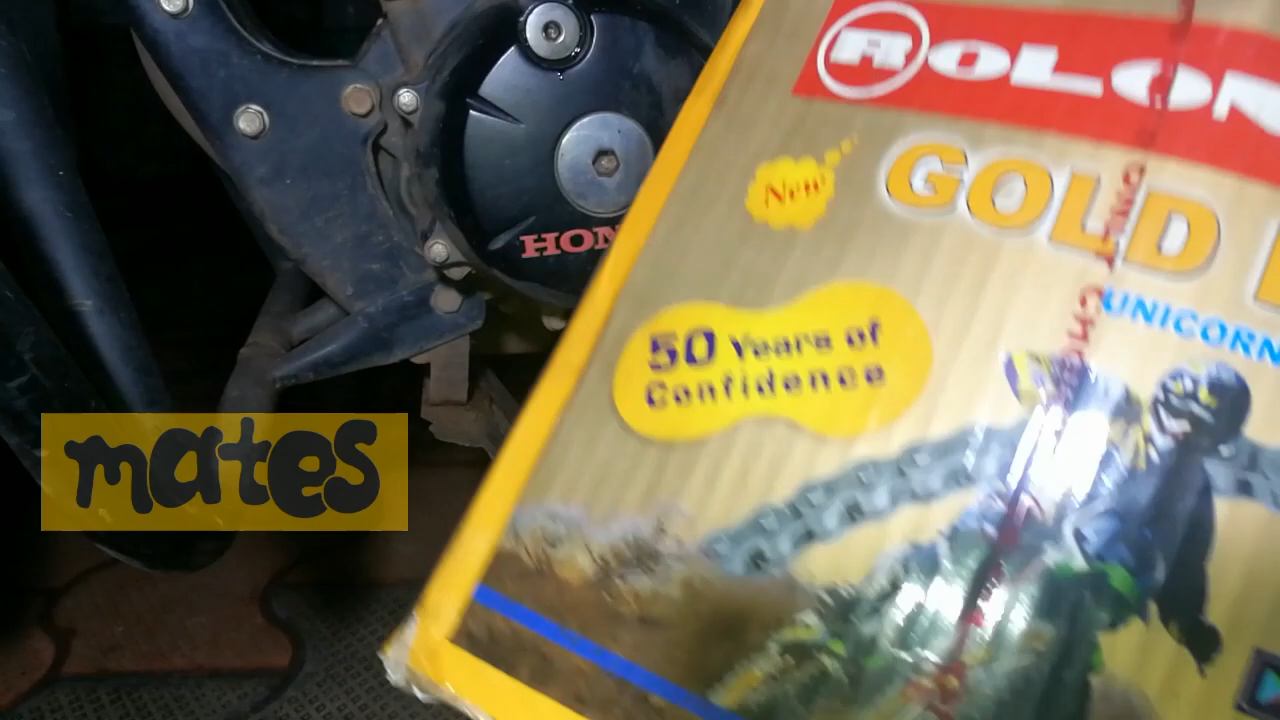 HON
ROLON
New
GOLD
UNICORN
50 Years of
Confidence
mates